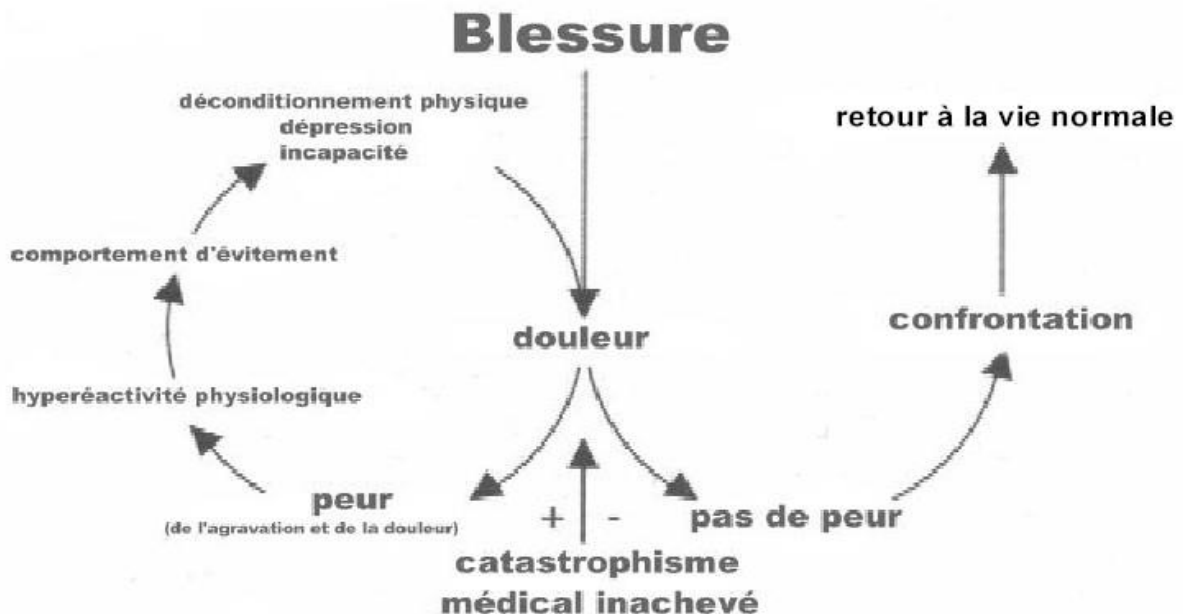 Blessure
déconditionnement physique
dépression
incapacité
retour à la vie normale
comportement d'évitement
douleur
confrontation
hyperéactivité physiologique
peur
(de l'agravation et de la douleur)
+ -
pas de peur
catastrophisme
médical inachevé